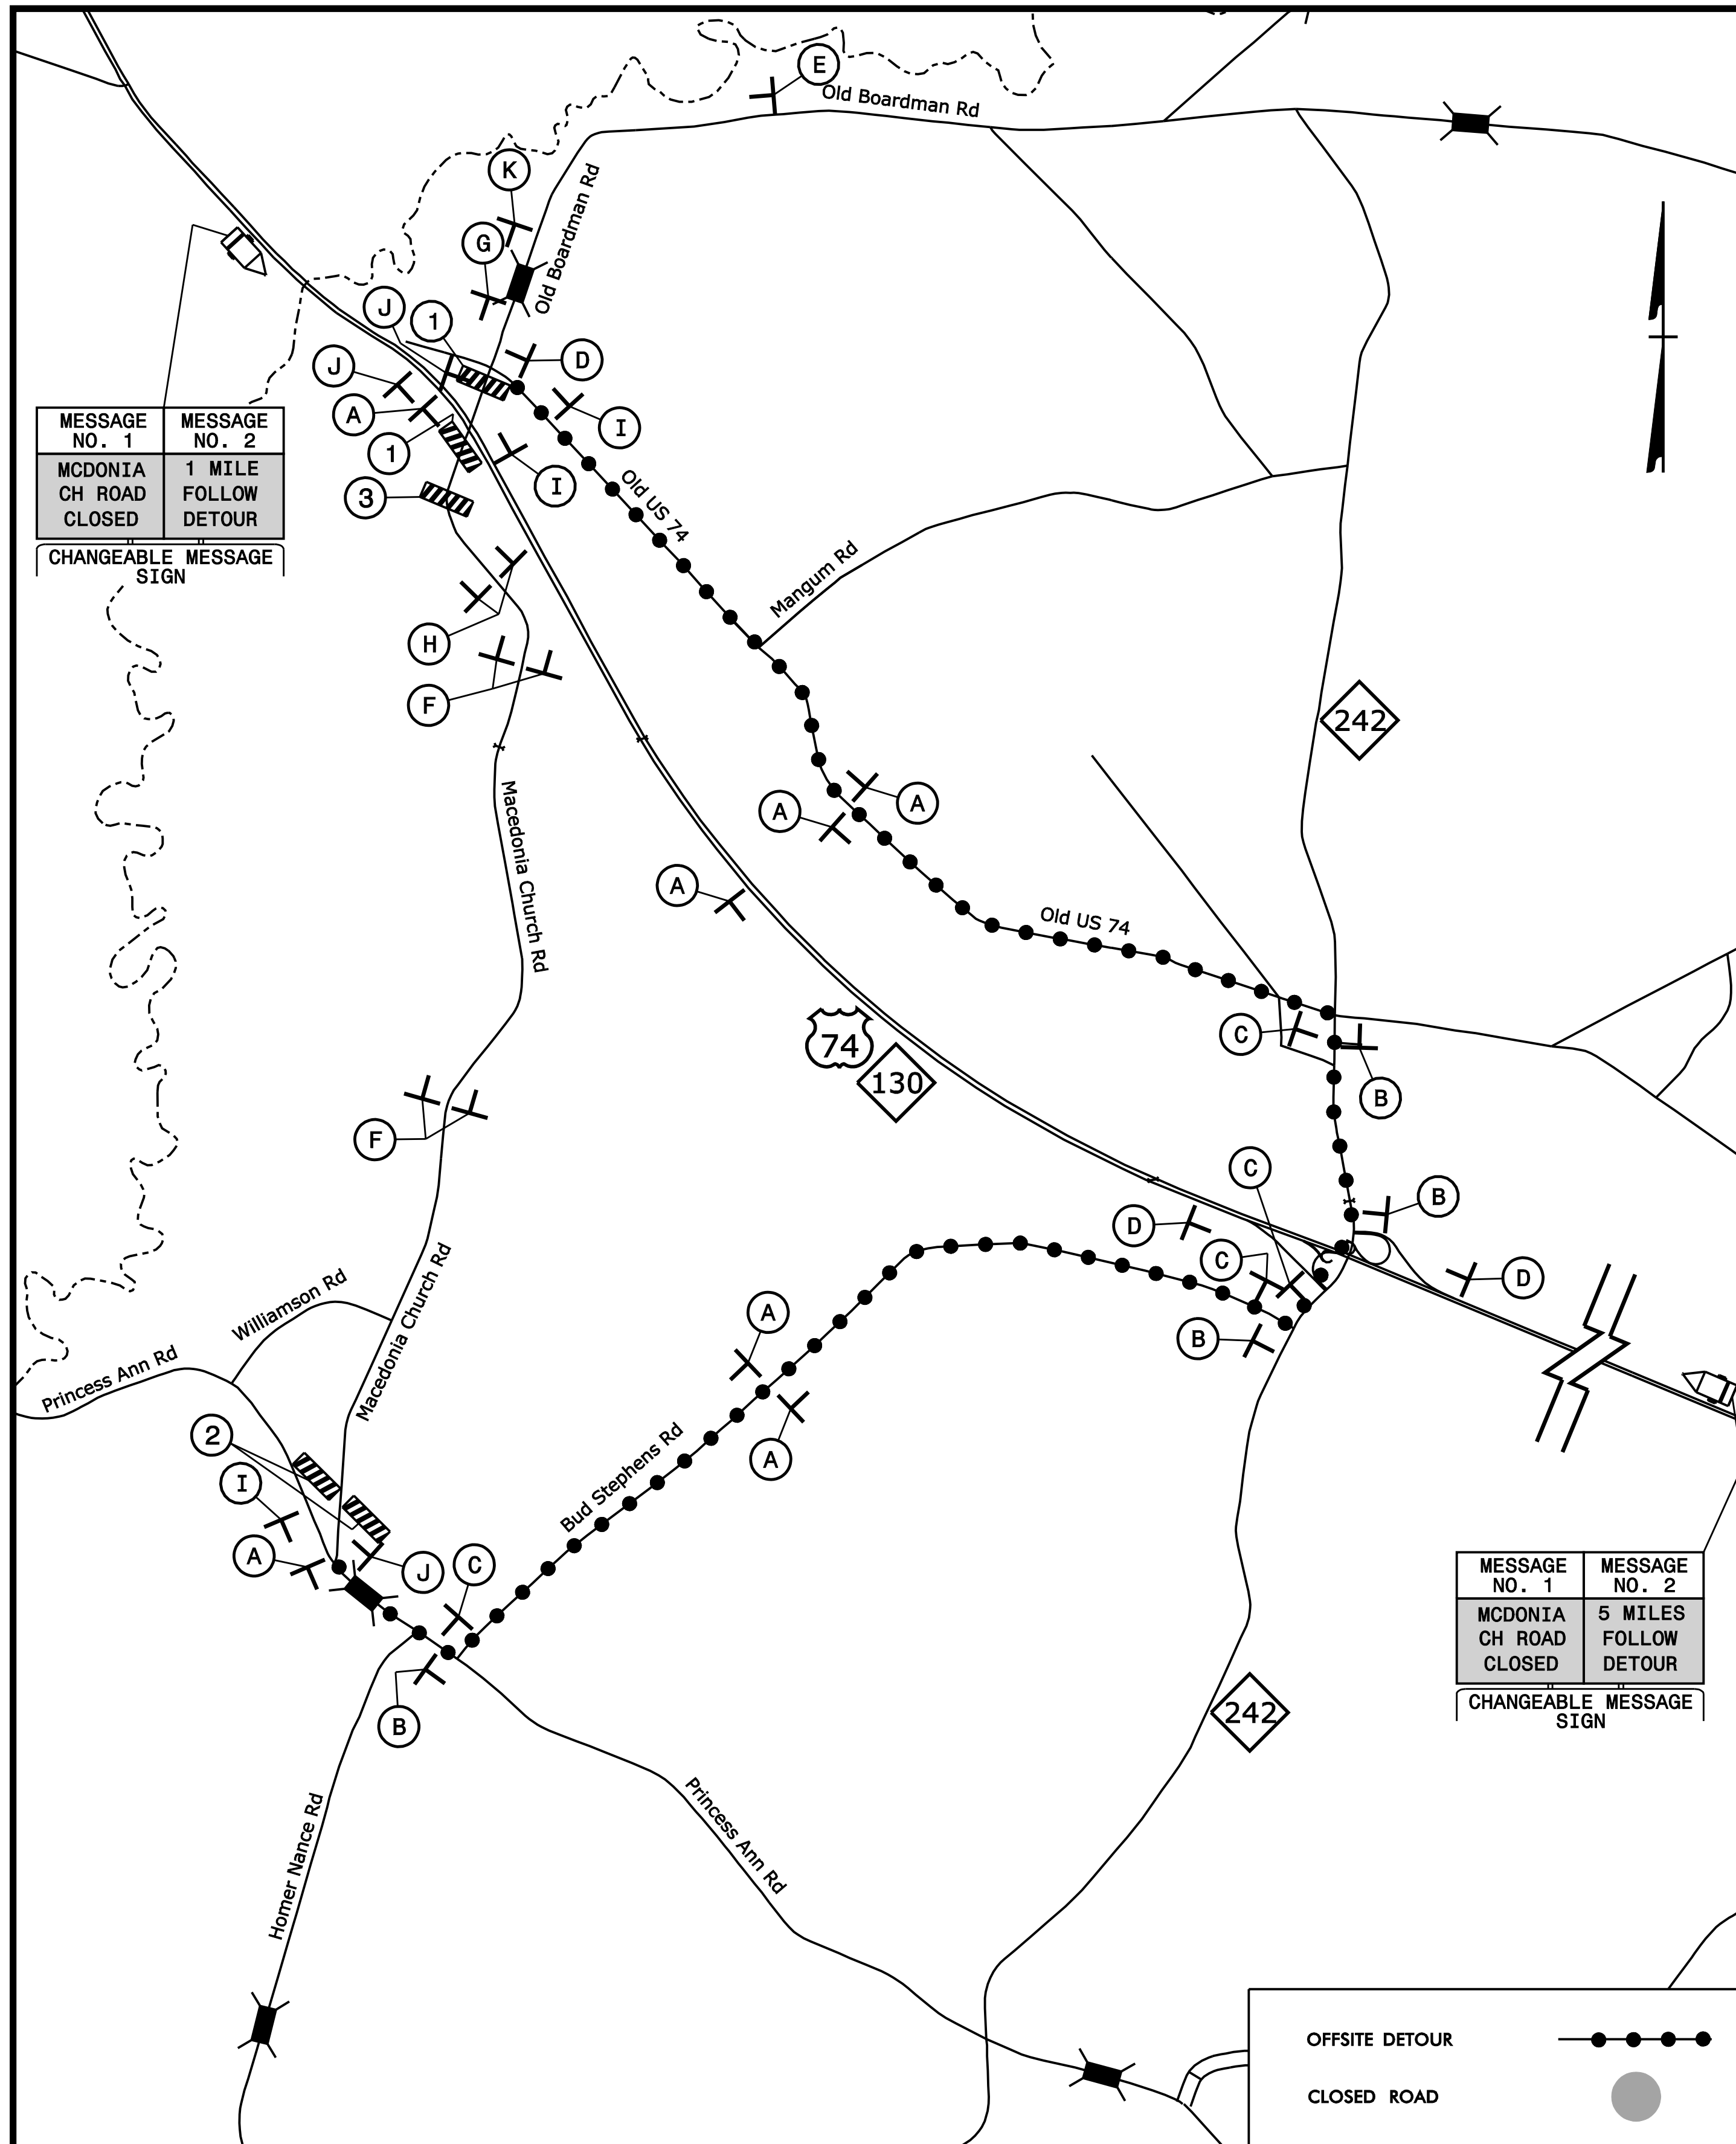 E
Old Boardman Rd
K
Old Boardman Rd
G
J
1
D
J
A
I
1
I
3
MESSAGE NO. 1
MESSAGE NO. 2
MCDONIA CH ROAD CLOSED
1 MILE FOLLOW DETOUR
CHANGEABLE MESSAGE
SIGN
Old US 74
Mangum Rd
H
F
242
Macedonia Church Rd
A
A
A
Old US 74
74
130
C
B
F
C
B
D
C
D
B
Williamson Rd
Macedonia Church Rd
Princess Ann Rd
A
A
Bud Stephens Rd
2
I
A
J
C
B
MESSAGE NO. 1
MESSAGE NO. 2
MCDONIA CH ROAD CLOSED
5 MILES FOLLOW DETOUR
CHANGEABLE MESSAGE
SIGN
242
Princess Ann Rd
Homer Nance Rd
OFFSITE DETOUR
CLOSED ROAD